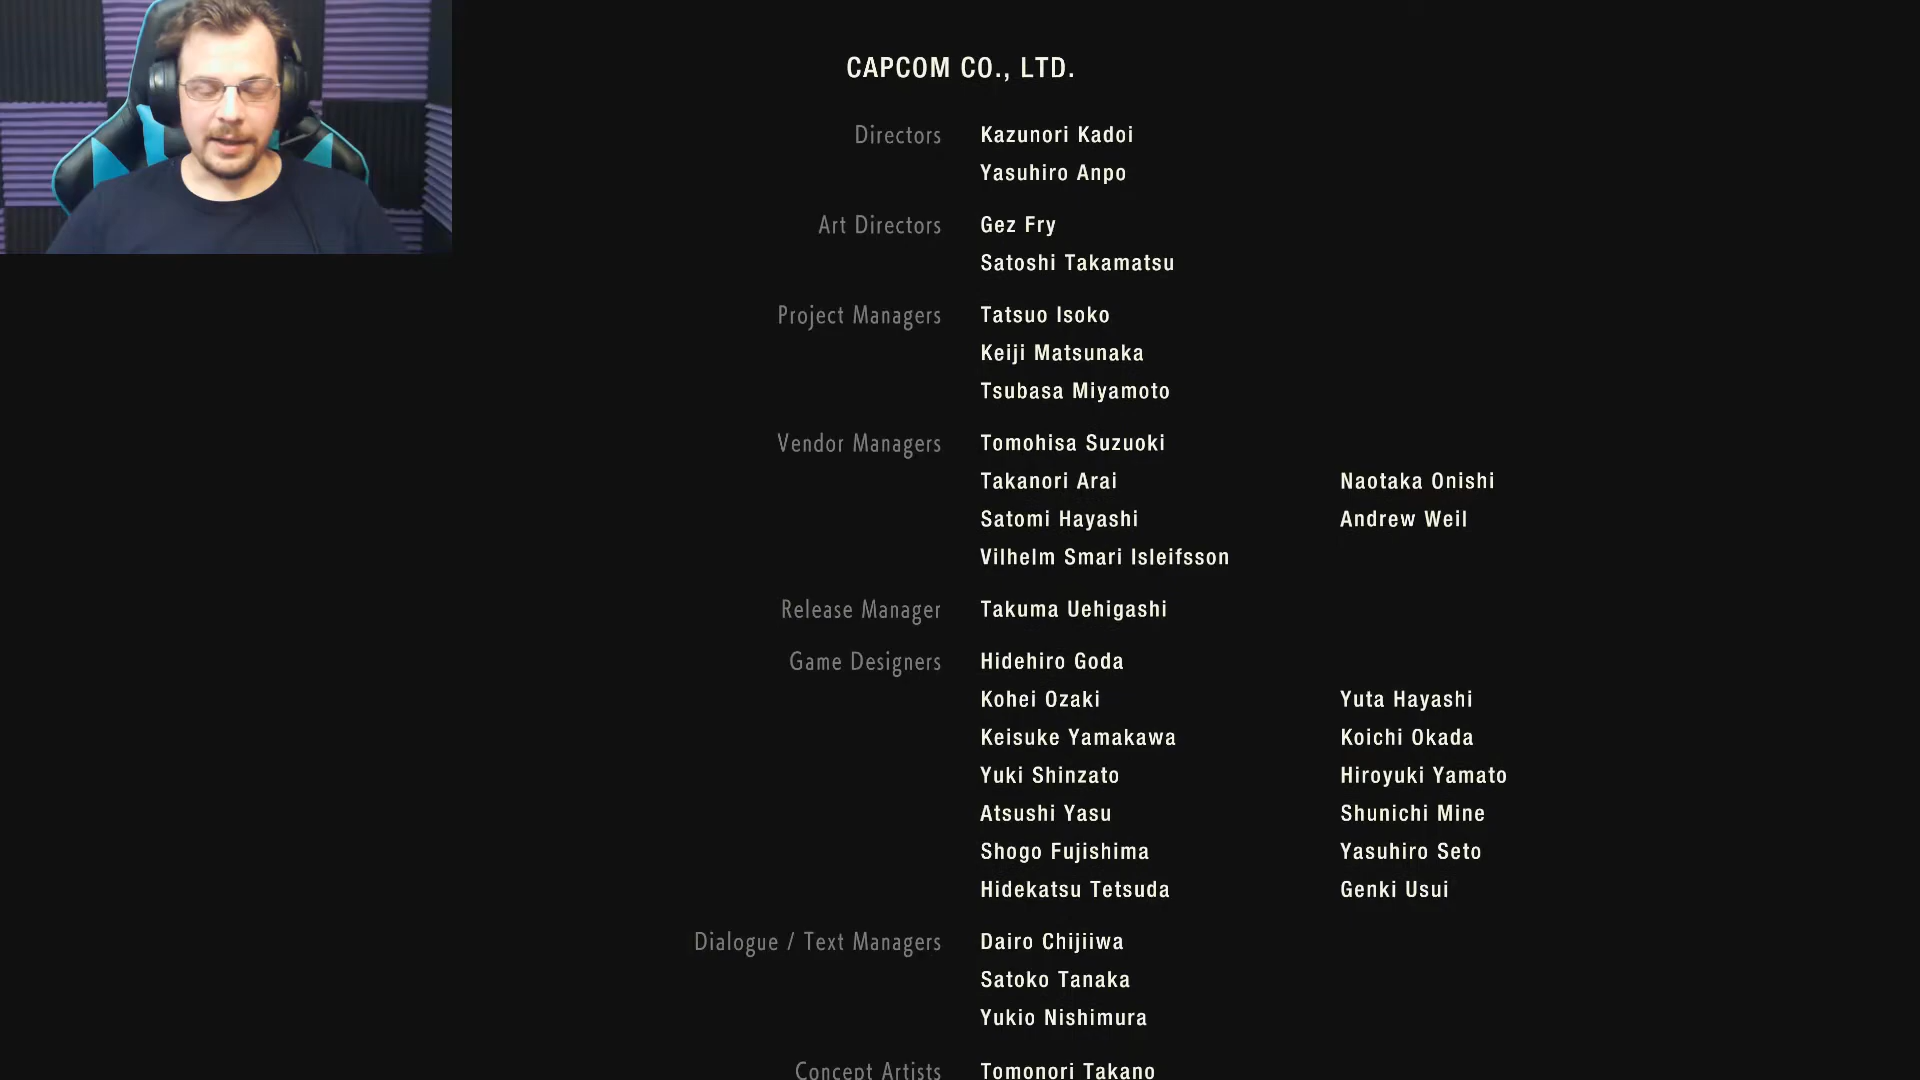 CAPCOM CO., LTD.
Directors Kazunori Kadoi
Yasuhiro Anpo
Art Directors Gez Fry
Satoshi Takamatsu
Project Managers Tatsuo Isoko
Keiji Matsunaka
Tsubasa Miyamoto
Vendor Managers Tomohisa Suzuoki
Takanori Arai Naotaka Onishi
Satomi Hayashi Andrew Weil
Vilhelm Smari Isleifsson
Release Manager Takuma Uehigashi
Game Designers Hidehiro Goda
Kohei Ozaki Yuta Hayashi
Keisuke Yamakawa Koichi Okada
Yuki Shinzato Hiroyuki Yamato
Atsushi Yasu Shunichi Mine
Shogo Fujishima Yasuhiro Seto
Hidekatsu Tetsuda Genki Usui
Dialogue / Text Managers Dairo Chijiiwa
Satoko Tanaka
Yukio Nishimura
Concept Artists Tomonori Takano